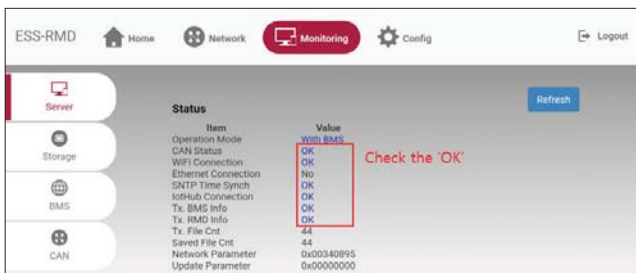 ESS-RMD Home Network Monitoring Config Logout
Server
Storage
BMS
CAN
Status Refresh
Item Value
Operation Mode With BMS
CAN Status OK
WiFi Connection OK
Ethernet Connection No
SNTP Time Synch OK
IotHub Connection OK
Tx. BMS Info OK
Tx. RMD Info OK
Tx. File Cnt 44
Saved File Cnt 44
Network Parameter 0x00340895
Update Parameter 0x00000000
Check the 'OK'